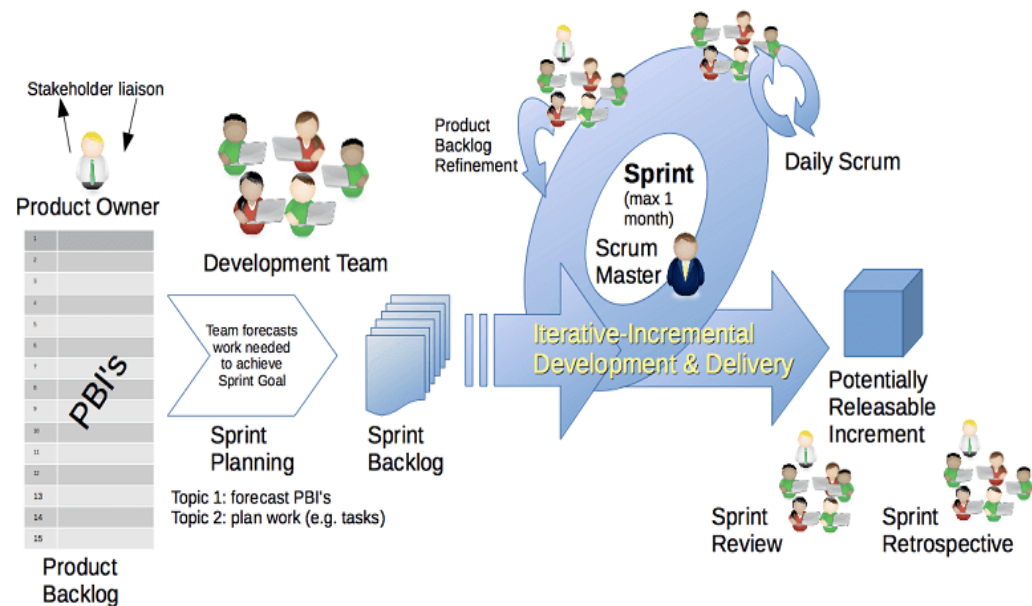 Stakeholder liaison
Product Owner
1
2
3
4
5
6
7
8
9
10
11
12
13
14
15
PBI's
Product
Backlog
Development Team
Team forecasts
work needed
to achieve
Sprint Goal
Sprint
Planning
Topic 1: forecast PBI's
Topic 2: plan work (e.g. tasks)
Sprint
Backlog
Product
Backlog
Refinement
Sprint
(max 1
month)
Scrum
Master
Daily Scrum
Iterative-Incremental
Development & Delivery
Potentially
Releasable
Increment
Sprint
Review
Sprint
Retrospective